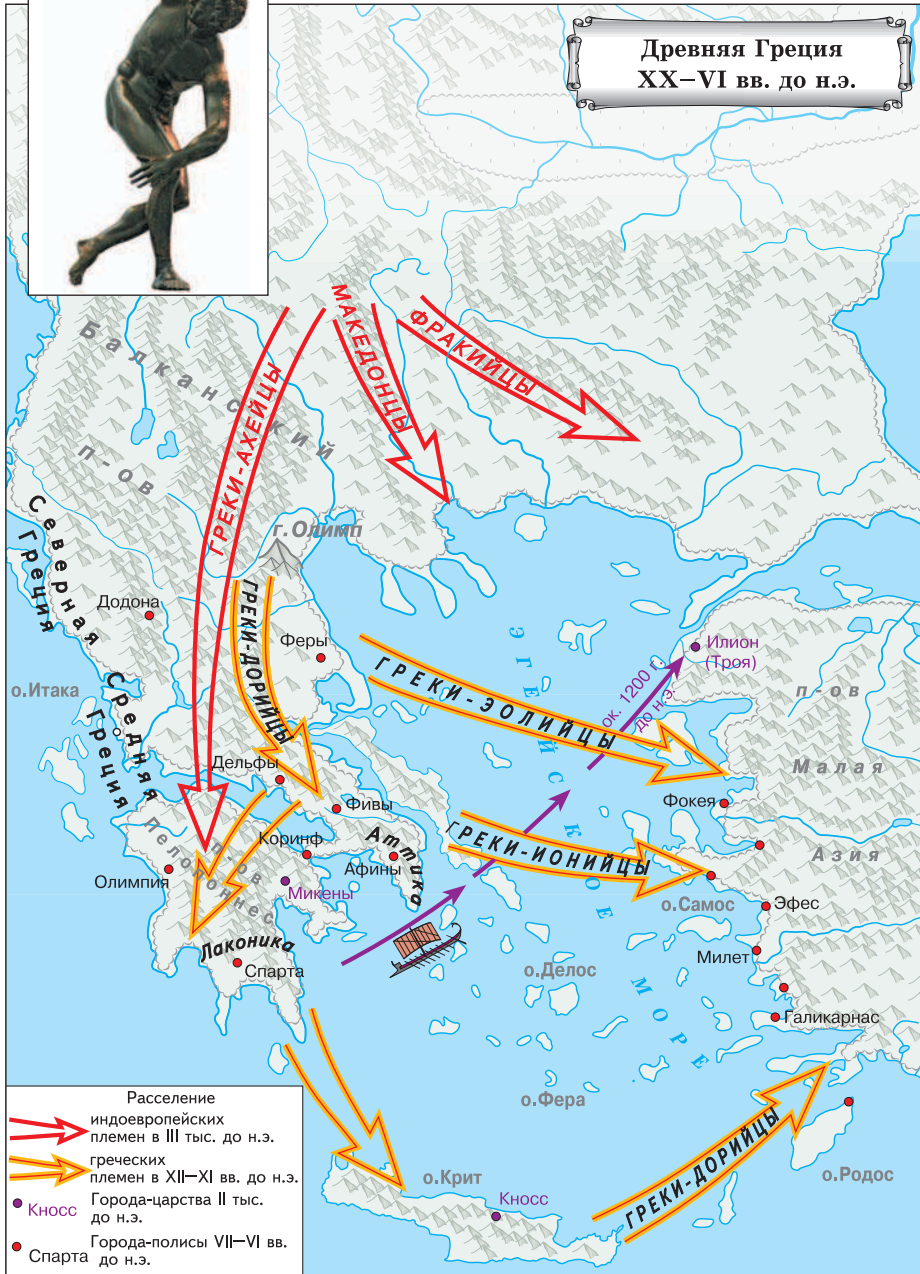 Древняя Греция
XX–VI вв. до н.э.
МАКЕДОНЦЫ
ФРАКИЙЦЫ
ГРЕКИ-АХЕЙЦЫ
Балканский
п-ов
г.Олимп
Северная
Греция
Додона
ГРЕКИ-ДОРИЙЦЫ
Феры
ЭГЕЙСКОЕ МОРЕ
Илион
(Троя)
ок. 1200 г.
до н.э.
о.Итака
Средняя
Греция
ГРЕКИ-ЭОЛИЙЦЫ
п-ов
Малая
Азия
Дельфы
Фивы
Фокея
п-ов
Пелопоннес
Коринф
Аттика
Афины
ГРЕКИ-ИОНИЙЦЫ
Олимпия
Микены
о.Самос
Эфес
Лаконика
Спарта
о.Делос
Милет
Галикарнас
о.Фера
о.Крит
Кносс
ГРЕКИ-ДОРИЙЦЫ
о.Родос
Расселение
индоевропейских
племен в III тыс. до н.э.
греческих
племен в XII–XI вв. до н.э.
Кносс
Города-царства II тыс.
до н.э.
Спарта
Города-полисы VII–VI вв.
до н.э.